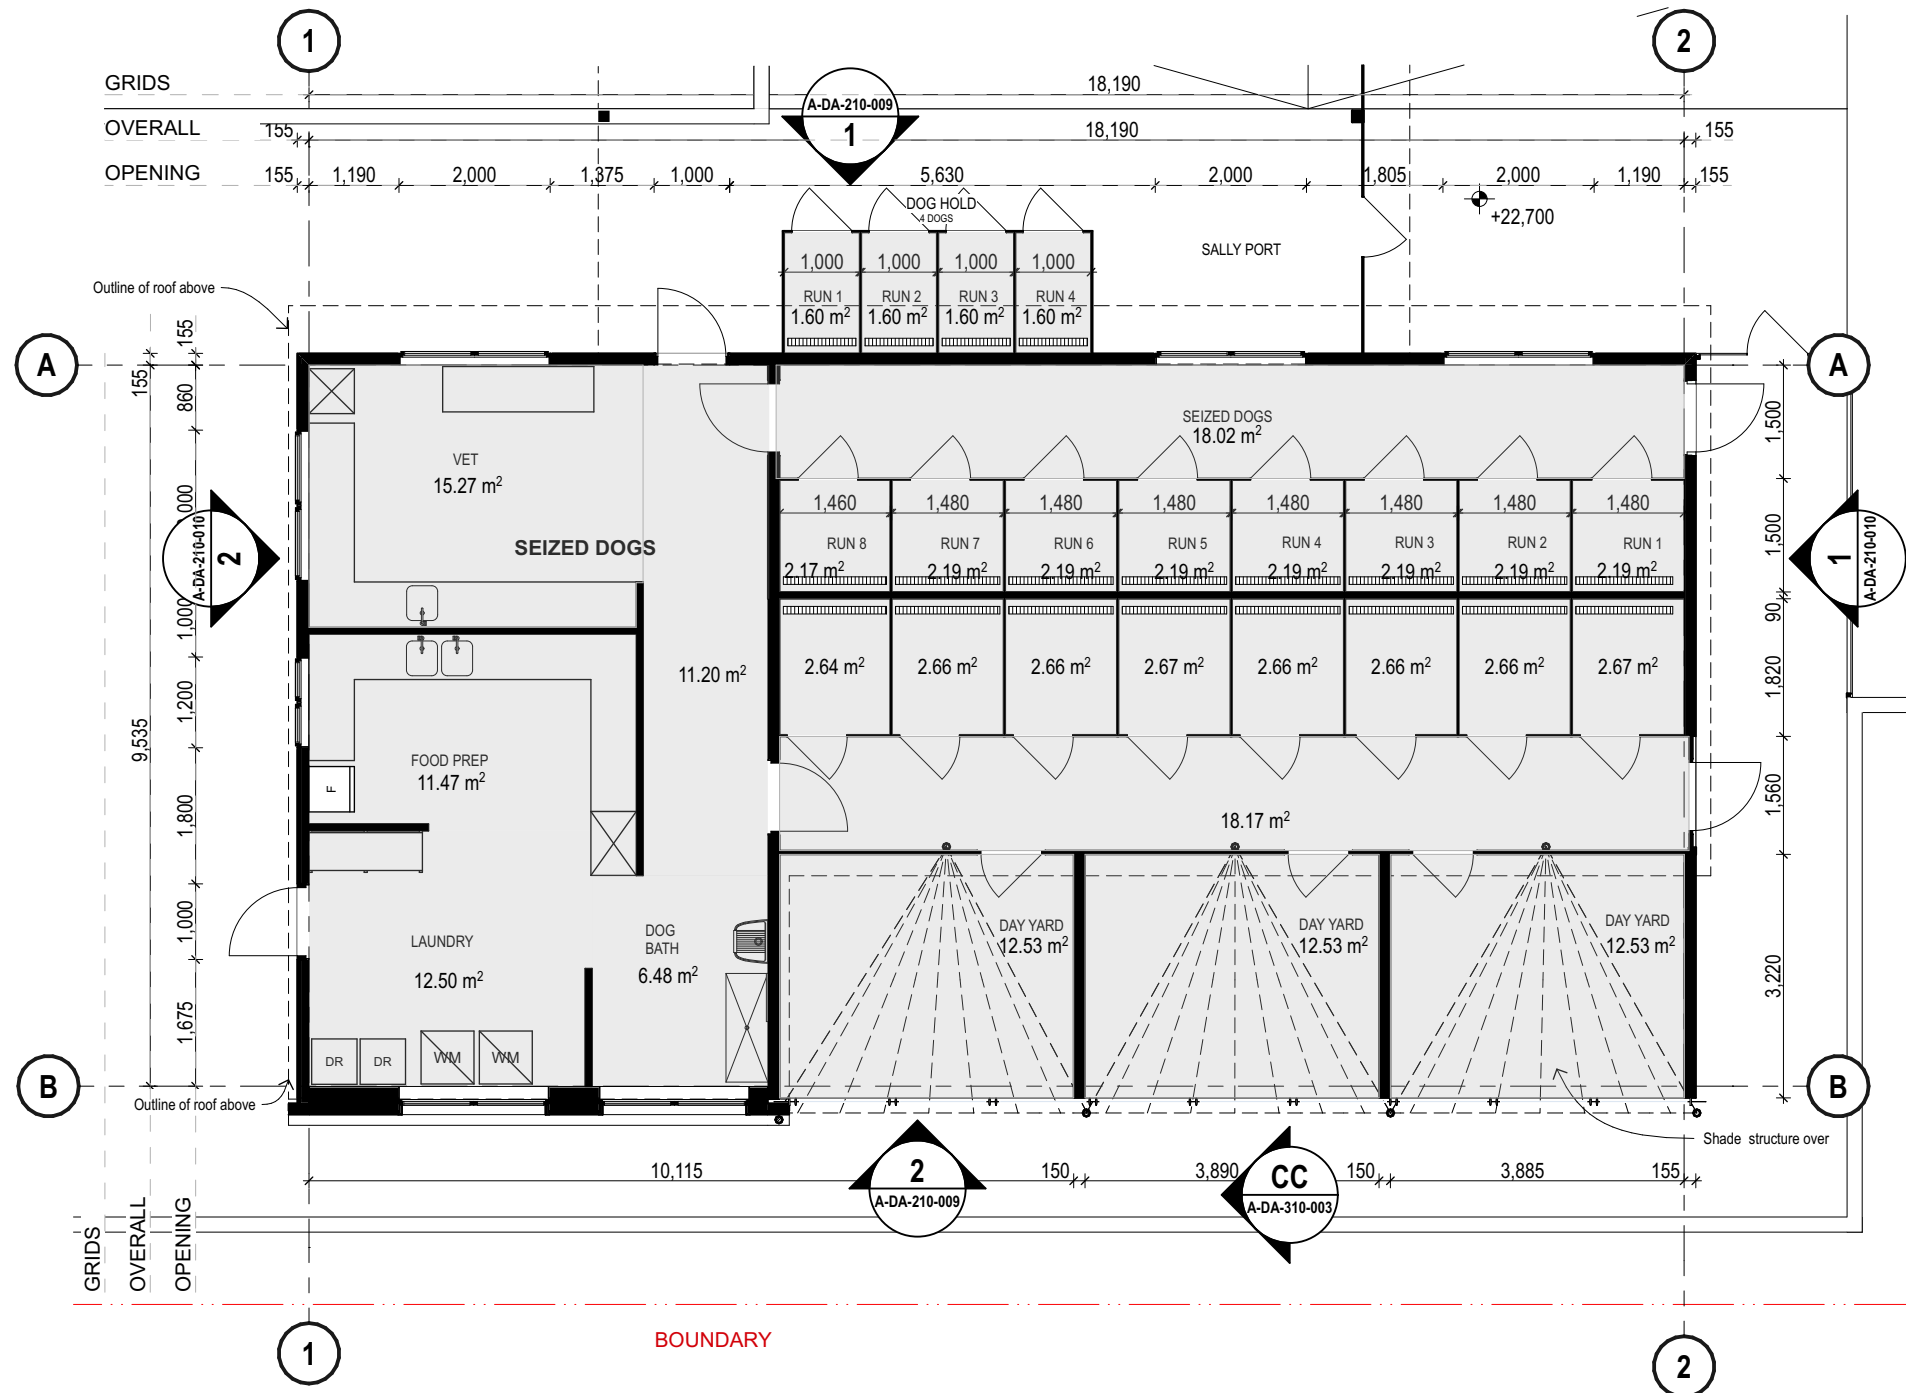 1
2
GRIDS
18,190
A-DA-210-009
1
OVERALL
155
18,190
155
OPENING
155
1,190
2,000
1,375
1,000
5,630
2,000
1,805
2,000
1,190
155
DOG HOLD
4 DOGS
+22,700
SALLY PORT
1,000
1,000
1,000
1,000
RUN 1
RUN 2
RUN 3
RUN 4
1.60 m²
1.60 m²
1.60 m²
1.60 m²
Outline of roof above
155
A
A
155
860
SEIZED DOGS
18.02 m²
1,500
VET
15.27 m²
1,460
1,480
1,480
1,480
1,480
1,480
1,480
1,480
SEIZED DOGS
RUN 8
RUN 7
RUN 6
RUN 5
RUN 4
RUN 3
RUN 2
RUN 1
2.17 m²
2.19 m²
2.19 m²
2.19 m²
2.19 m²
2.19 m²
2.19 m²
2.19 m²
1,500
A-DA-210-010
2
1
A-DA-210-010
1,000
90
11.20 m²
2.64 m²
2.66 m²
2.66 m²
2.67 m²
2.66 m²
2.66 m²
2.66 m²
2.67 m²
1,820
1,200
9,535
FOOD PREP
11.47 m²
F
1,800
18.17 m²
1,560
1,000
LAUNDRY
12.50 m²
DOG
BATH
6.48 m²
DAY YARD
12.53 m²
DAY YARD
12.53 m²
DAY YARD
12.53 m²
3,220
1,675
DR
DR
WM
WM
B
B
Outline of roof above
Shade structure over
10,115
150
3,890
150
3,885
155
2
A-DA-210-009
CC
A-DA-310-003
GRIDS
OVERALL
OPENING
BOUNDARY
1
2